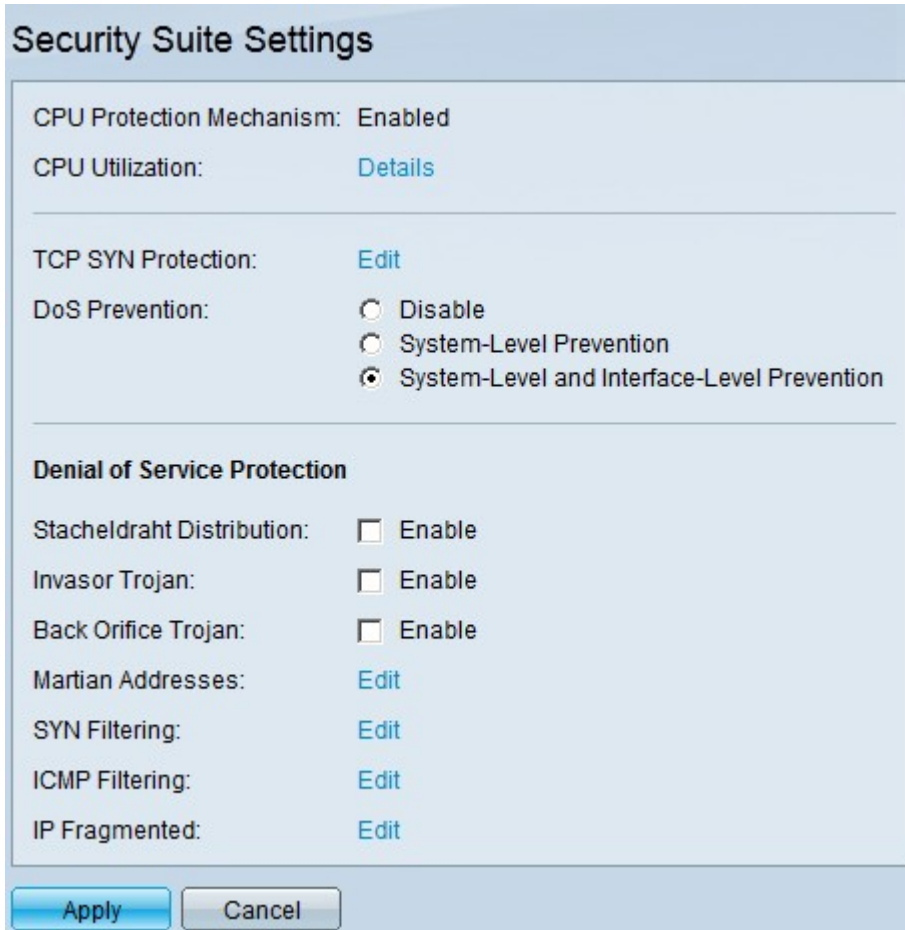 Security Suite Settings
CPU Protection Mechanism: Enabled
CPU Utilization: Details
TCP SYN Protection: Edit
DoS Prevention: Disable
System-Level Prevention
System-Level and Interface-Level Prevention
Denial of Service Protection
Stacheldraht Distribution: Enable
Invasor Trojan: Enable
Back Orifice Trojan: Enable
Martian Addresses: Edit
SYN Filtering: Edit
ICMP Filtering: Edit
IP Fragmented: Edit
Apply Cancel